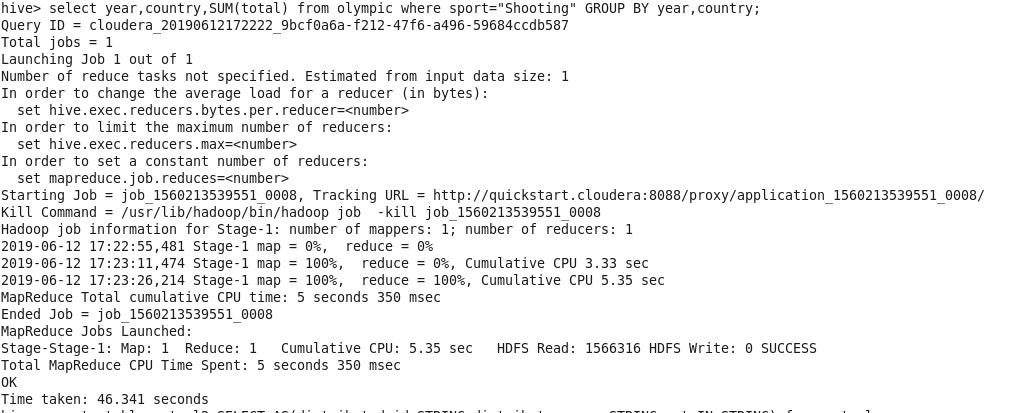 hive> select year,country,SUM(total) from olympic where sport="Shooting" GROUP BY year,country;
Query ID = cloudera_20190612172222_9bcf0a6a-f212-47f6-a496-59684ccdb587
Total jobs = 1
Launching Job 1 out of 1
Number of reduce tasks not specified. Estimated from input data size: 1
In order to change the average load for a reducer (in bytes):
  set hive.exec.reducers.bytes.per.reducer=<number>
In order to limit the maximum number of reducers:
  set hive.exec.reducers.max=<number>
In order to set a constant number of reducers:
  set mapreduce.job.reduces=<number>
Starting Job = job_1560213539551_0008, Tracking URL = http://quickstart.cloudera:8088/proxy/application_1560213539551_0008/
Kill Command = /usr/lib/hadoop/bin/hadoop job  -kill job_1560213539551_0008
Hadoop job information for Stage-1: number of mappers: 1; number of reducers: 1
2019-06-12 17:22:55,481 Stage-1 map = 0%,  reduce = 0%
2019-06-12 17:23:11,474 Stage-1 map = 100%,  reduce = 0%, Cumulative CPU 3.33 sec
2019-06-12 17:23:26,214 Stage-1 map = 100%,  reduce = 100%, Cumulative CPU 5.35 sec
MapReduce Total cumulative CPU time: 5 seconds 350 msec
Ended Job = job_1560213539551_0008
MapReduce Jobs Launched:
Stage-Stage-1: Map: 1  Reduce: 1   Cumulative CPU: 5.35 sec   HDFS Read: 1566316 HDFS Write: 0 SUCCESS
Total MapReduce CPU Time Spent: 5 seconds 350 msec
OK
Time taken: 46.341 seconds